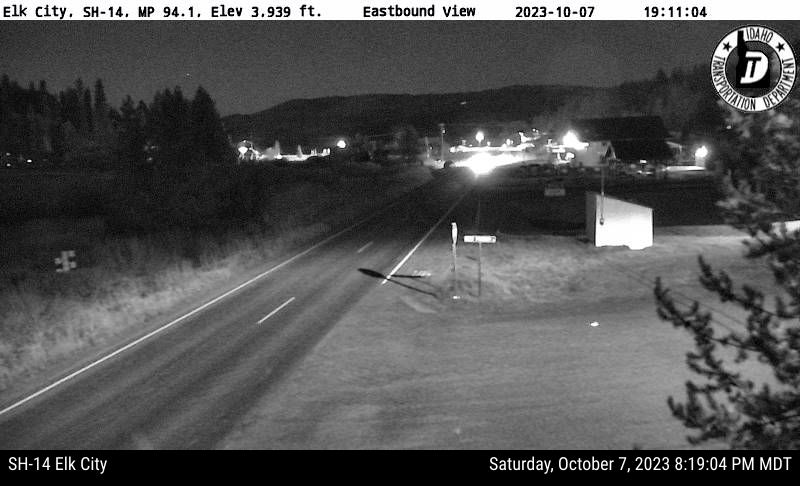 Elk City, SH-14, MP 94.1, Elev 3,939 ft. Eastbound View 2023-10-07 19:11:04
IDAHO
TRANSPORTATION DEPARTMENT
SH-14 Elk City Saturday, October 7, 2023 8:19:04 PM MDT